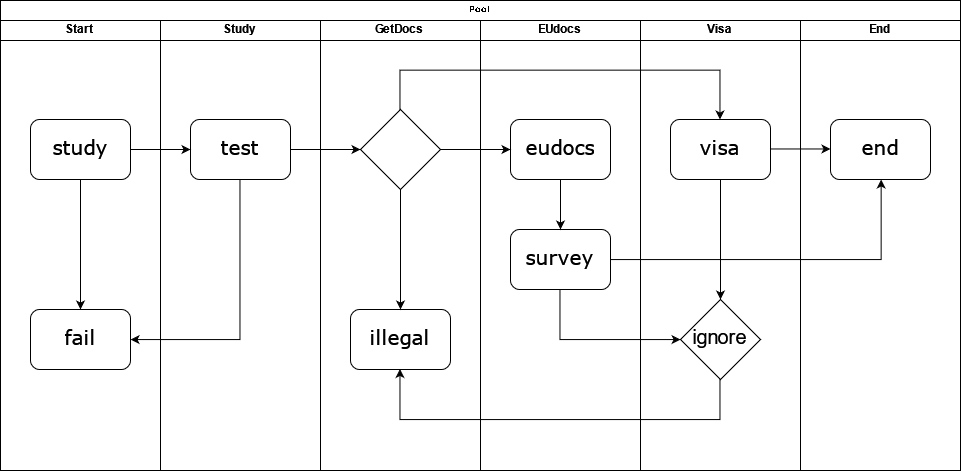 Pool
Start
Study
GetDocs
EUdocs
Visa
End
study
test
eudocs
visa
end
survey
fail
illegal
ignore